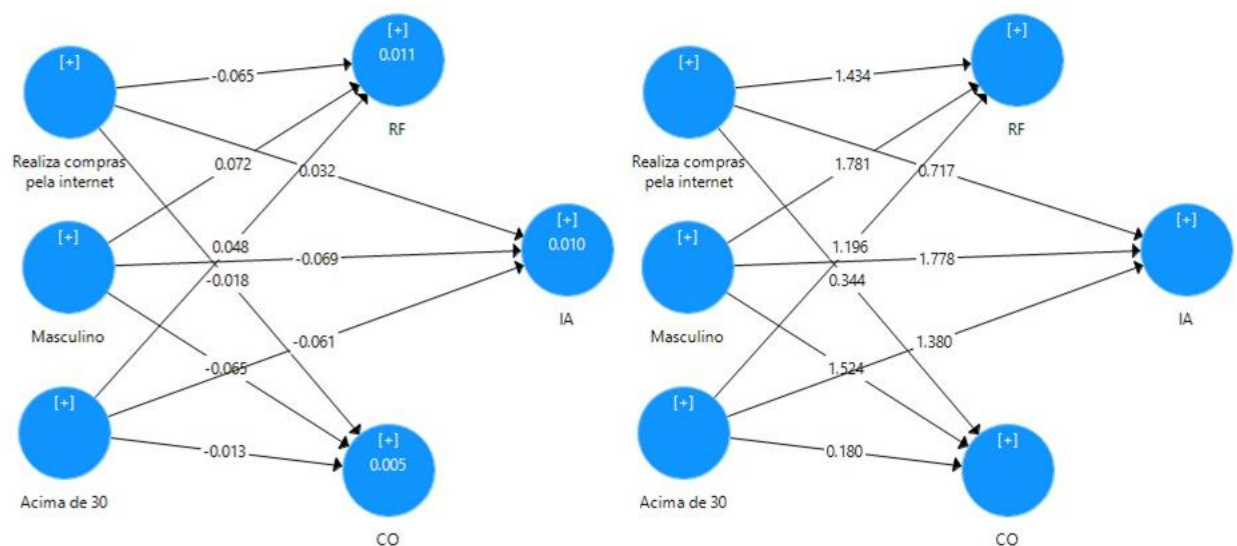 [+]
0.011
RF
[+]
Realiza compras
pela internet
-0.065
0.072
0.032
[+]
Masculino
0.048
-0.018
-0.069
[+]
0.010
IA
-0.061
-0.065
[+]
Acima de 30
-0.013
[+]
0.005
CO
[+]
RF
[+]
Realiza compras
pela internet
1.434
1.781
0.717
[+]
Masculino
1.196
0.344
1.778
[+]
IA
1.380
1.524
[+]
Acima de 30
0.180
[+]
CO